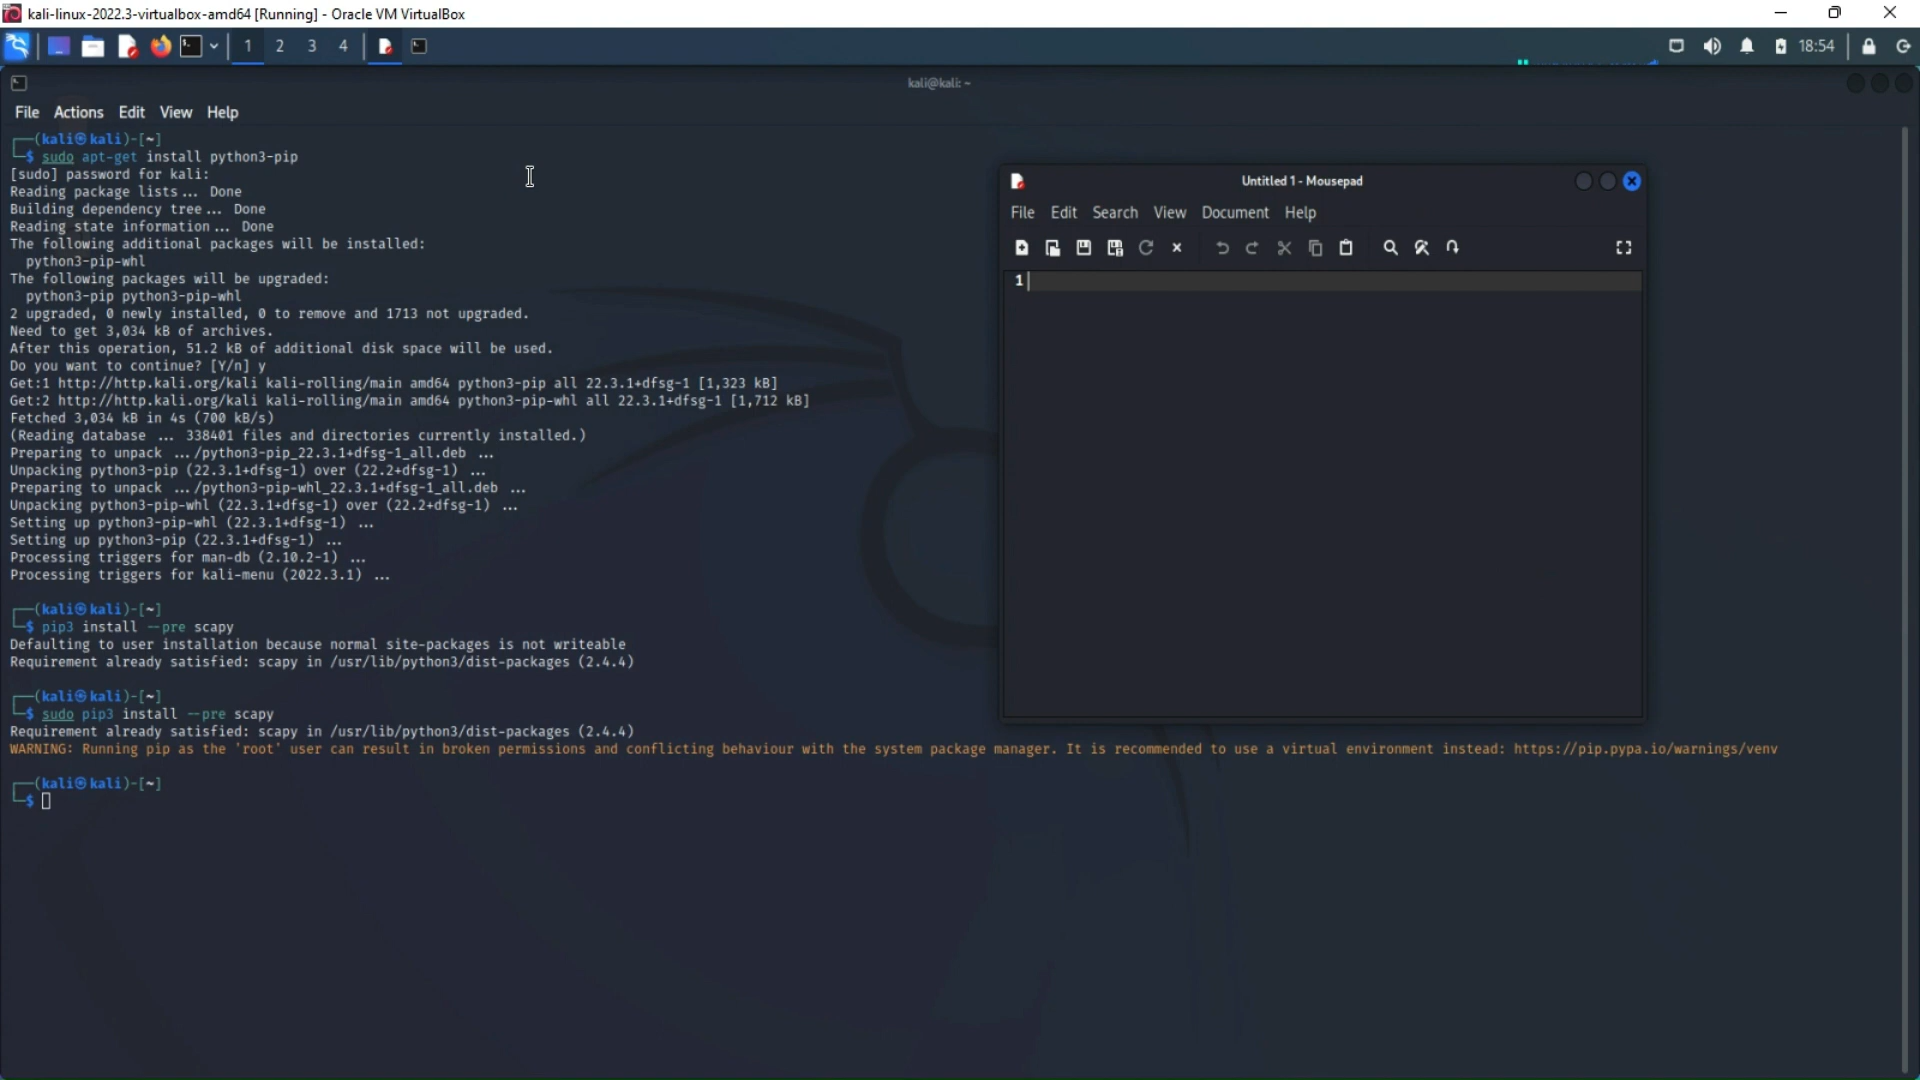 kali-linux-2022.3-virtualbox-amd64 [Running] - Oracle VM VirtualBox
1 2 3 4
18:54
kali@kali: ~
File Actions Edit View Help
┌──(kali㉿kali)-[~]
└─$ sudo apt-get install python3-pip
[sudo] password for kali:
Reading package lists... Done
Building dependency tree... Done
Reading state information... Done
The following additional packages will be installed:
  python3-pip-whl
The following packages will be upgraded:
  python3-pip python3-pip-whl
2 upgraded, 0 newly installed, 0 to remove and 1713 not upgraded.
Need to get 3,034 kB of archives.
After this operation, 51.2 kB of additional disk space will be used.
Do you want to continue? [Y/n] y
Get:1 http://http.kali.org/kali kali-rolling/main amd64 python3-pip all 22.3.1+dfsg-1 [1,323 kB]
Get:2 http://http.kali.org/kali kali-rolling/main amd64 python3-pip-whl all 22.3.1+dfsg-1 [1,712 kB]
Fetched 3,034 kB in 4s (700 kB/s)
(Reading database ... 338401 files and directories currently installed.)
Preparing to unpack .../python3-pip_22.3.1+dfsg-1_all.deb ...
Unpacking python3-pip (22.3.1+dfsg-1) over (22.2+dfsg-1) ...
Preparing to unpack .../python3-pip-whl_22.3.1+dfsg-1_all.deb ...
Unpacking python3-pip-whl (22.3.1+dfsg-1) over (22.2+dfsg-1) ...
Setting up python3-pip-whl (22.3.1+dfsg-1) ...
Setting up python3-pip (22.3.1+dfsg-1) ...
Processing triggers for man-db (2.10.2-1) ...
Processing triggers for kali-menu (2022.3.1) ...
┌──(kali㉿kali)-[~]
└─$ pip3 install --pre scapy
Defaulting to user installation because normal site-packages is not writeable
Requirement already satisfied: scapy in /usr/lib/python3/dist-packages (2.4.4)
┌──(kali㉿kali)-[~]
└─$ sudo pip3 install --pre scapy
Requirement already satisfied: scapy in /usr/lib/python3/dist-packages (2.4.4)
WARNING: Running pip as the 'root' user can result in broken permissions and conflicting behaviour with the system package manager. It is recommended to use a virtual environment instead: https://pip.pypa.io/warnings/venv
┌──(kali㉿kali)-[~]
└─$
Untitled 1 - Mousepad
File Edit Search View Document Help
1